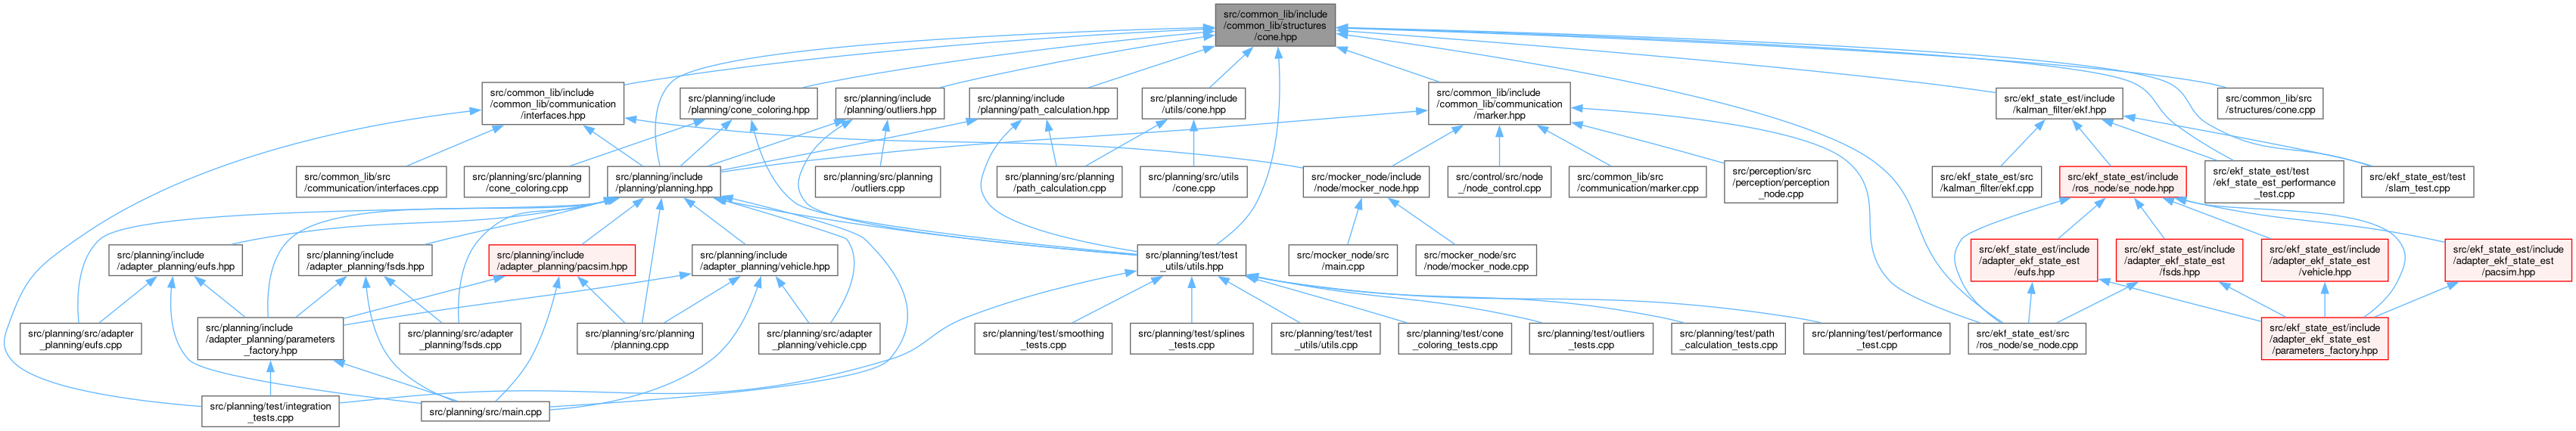 src/common_lib/include
/common_lib/structures
/cone.hpp
src/common_lib/include
/common_lib/communication
/interfaces.hpp
src/planning/include
/planning/cone_coloring.hpp
src/planning/include
/planning/outliers.hpp
src/planning/include
/planning/path_calculation.hpp
src/planning/include
/utils/cone.hpp
src/common_lib/include
/common_lib/communication
/marker.hpp
src/ekf_state_est/include
/kalman_filter/ekf.hpp
src/common_lib/src
/structures/cone.cpp
src/common_lib/src
/communication/interfaces.cpp
src/planning/src/planning
/cone_coloring.cpp
src/planning/include
/planning/planning.hpp
src/planning/src/planning
/outliers.cpp
src/planning/src/planning
/path_calculation.cpp
src/planning/src/utils
/cone.cpp
src/mocker_node/include
/node/mocker_node.hpp
src/control/src/node
_/node_control.cpp
src/common_lib/src
/communication/marker.cpp
src/perception/src
/perception/perception
_node.cpp
src/ekf_state_est/src
/kalman_filter/ekf.cpp
src/ekf_state_est/include
/ros_node/se_node.hpp
src/ekf_state_est/test
/ekf_state_est_performance
_test.cpp
src/ekf_state_est/test
/slam_test.cpp
src/planning/include
/adapter_planning/eufs.hpp
src/planning/include
/adapter_planning/fsds.hpp
src/planning/include
/adapter_planning/pacsim.hpp
src/planning/include
/adapter_planning/vehicle.hpp
src/planning/test/test
_utils/utils.hpp
src/mocker_node/src
/main.cpp
src/mocker_node/src
/node/mocker_node.cpp
src/ekf_state_est/include
/adapter_ekf_state_est
/eufs.hpp
src/ekf_state_est/include
/adapter_ekf_state_est
/fsds.hpp
src/ekf_state_est/include
/adapter_ekf_state_est
/vehicle.hpp
src/ekf_state_est/include
/adapter_ekf_state_est
/pacsim.hpp
src/planning/src/adapter
_planning/eufs.cpp
src/planning/include
/adapter_planning/parameters
_factory.hpp
src/planning/src/adapter
_planning/fsds.cpp
src/planning/src/planning
/planning.cpp
src/planning/src/adapter
_planning/vehicle.cpp
src/planning/test/smoothing
_tests.cpp
src/planning/test/splines
_tests.cpp
src/planning/test/test
_utils/utils.cpp
src/planning/test/cone
_coloring_tests.cpp
src/planning/test/outliers
_tests.cpp
src/planning/test/path
_calculation_tests.cpp
src/planning/test/performance
_test.cpp
src/ekf_state_est/src
/ros_node/se_node.cpp
src/ekf_state_est/include
/adapter_ekf_state_est
/parameters_factory.hpp
src/planning/test/integration
_tests.cpp
src/planning/src/main.cpp